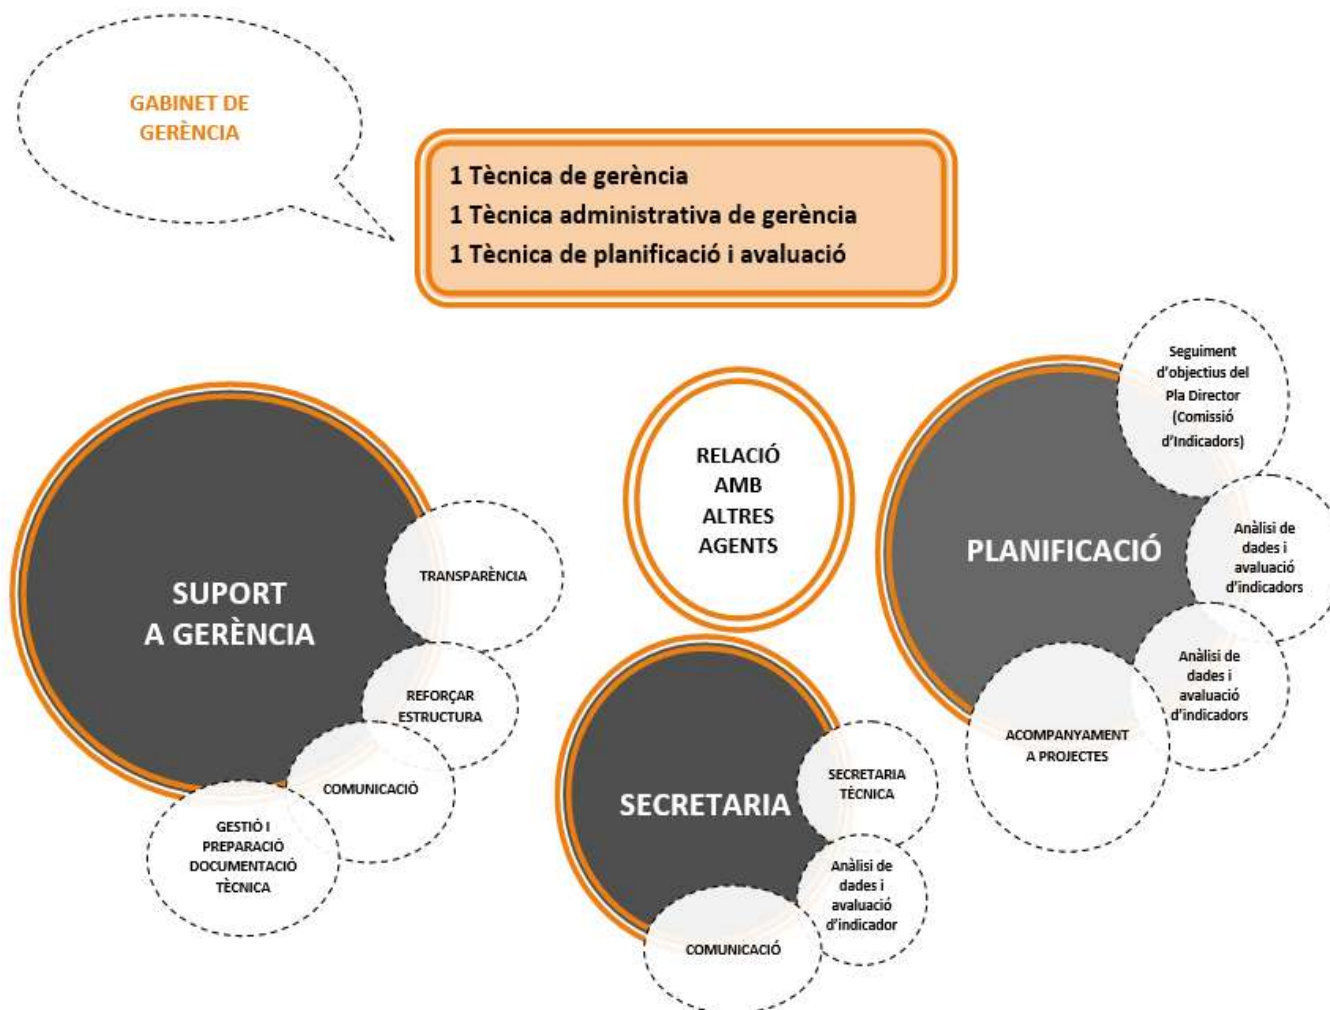 GABINET DE
GERÈNCIA
1 Tècnica de gerència
1 Tècnica administrativa de gerència
1 Tècnica de planificació i avaluació
SUPORT
A GERÈNCIA
TRANSPARÈNCIA
REFORÇAR
ESTRUCTURA
COMUNICACIÓ
GESTIÓ I
PREPARACIÓ
DOCUMENTACIÓ
TÈCNICA
RELACIÓ
AMB
ALTRES
AGENTS
SECRETARIA
SECRETARIA
TÈCNICA
Anàlisi de
dades i
avaluació
d'indicador
COMUNICACIÓ
PLANIFICACIÓ
Seguiment
d'objectius del
Pla Director
(Comissió
d'Indicadors)
Anàlisi de
dades i
avaluació
d'indicadors
Anàlisi de
dades i
avaluació
d'indicadors
ACOMPANYAMENT
A PROJECTES